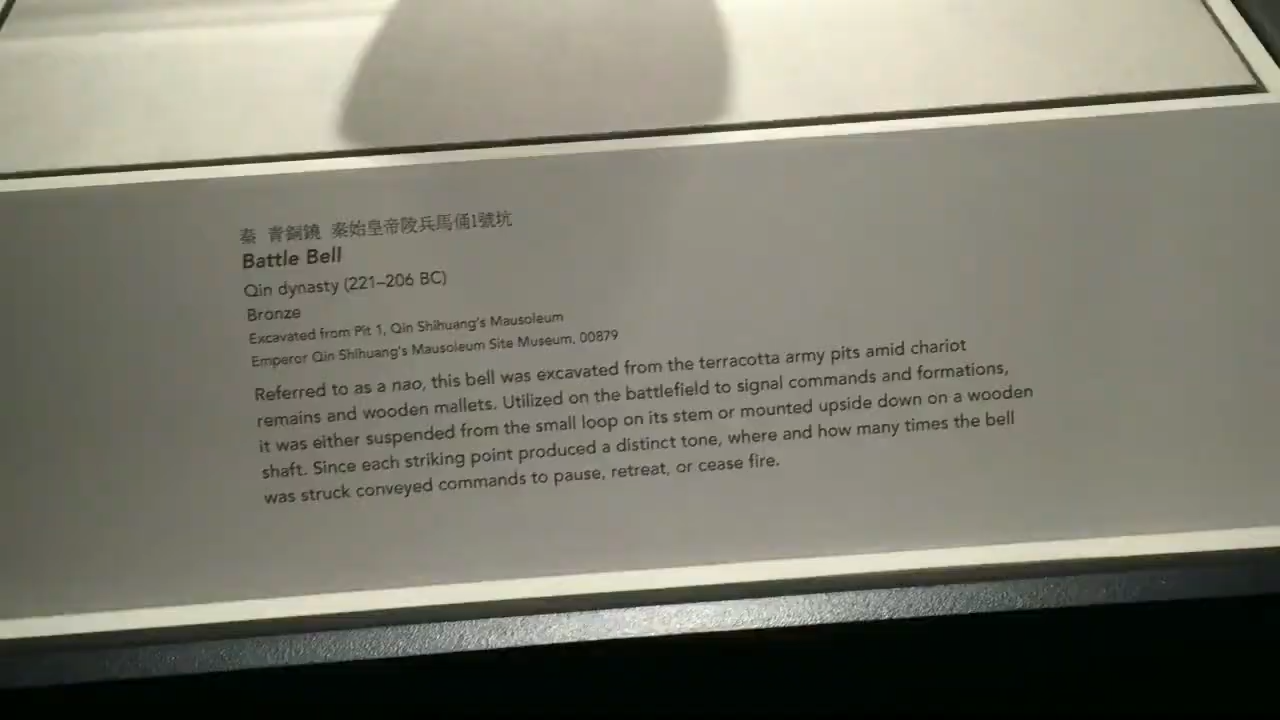 秦 青銅鐃 秦始皇帝陵兵馬俑1號坑
Battle Bell
Qin dynasty (221–206 BC)
Bronze
Excavated from Pit 1, Qin Shihuang's Mausoleum
Emperor Qin Shihuang's Mausoleum Site Museum, 00879
Referred to as a nao, this bell was excavated from the terracotta army pits amid chariot
remains and wooden mallets. Utilized on the battlefield to signal commands and formations,
it was either suspended from the small loop on its stem or mounted upside down on a wooden
shaft. Since each striking point produced a distinct tone, where and how many times the bell
was struck conveyed commands to pause, retreat, or cease fire.